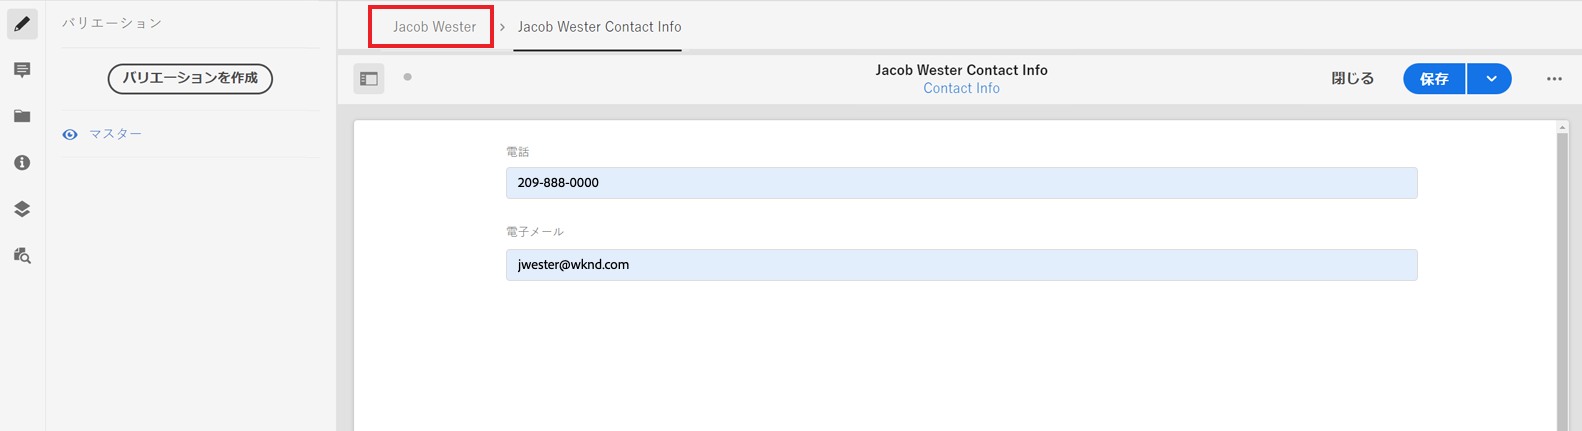 バリエーション
バリエーションを作成
マスター
Jacob Wester > Jacob Wester Contact Info
Jacob Wester Contact Info
Contact Info
閉じる
保存
電話
209-888-0000
電子メール
jwester@wknd.com